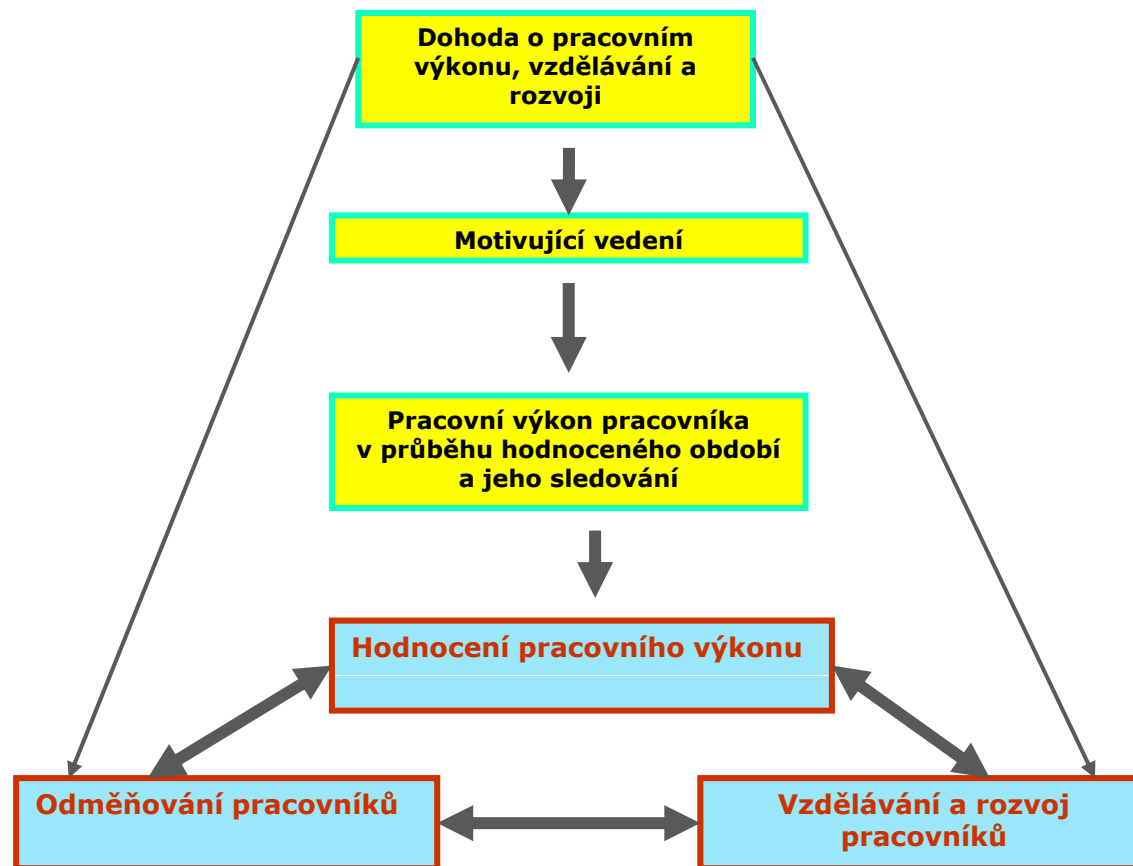 Dohoda o pracovním
výkonu, vzdělávání a
rozvoji
Motivující vedení
Pracovní výkon pracovníka
v průběhu hodnoceného období
a jeho sledování
Hodnocení pracovního výkonu
Odměňování pracovníků
Vzdělávání a rozvoj
pracovníků